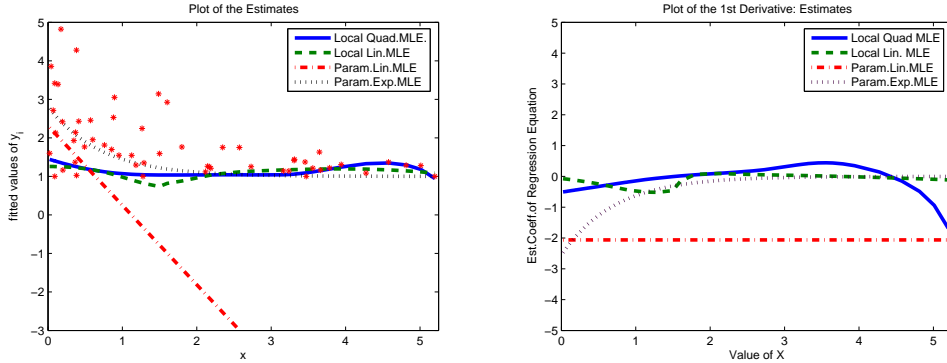 Plot of the Estimates
5
4
3
2
1
0
−1
−2
−3
0
1
2
3
4
5
x
fitted values of y_i
Local Quad.MLE.
Local Lin.MLE
Param.Lin.MLE
Param.Exp.MLE
Plot of the 1st Derivative: Estimates
5
4
3
2
1
0
−1
−2
−3
−4
−5
0
1
2
3
4
5
Value of X
Est.Coeff.of Regression Equation
Local Quad MLE
Local Lin. MLE
Param.Lin.MLE
Param.Exp.MLE